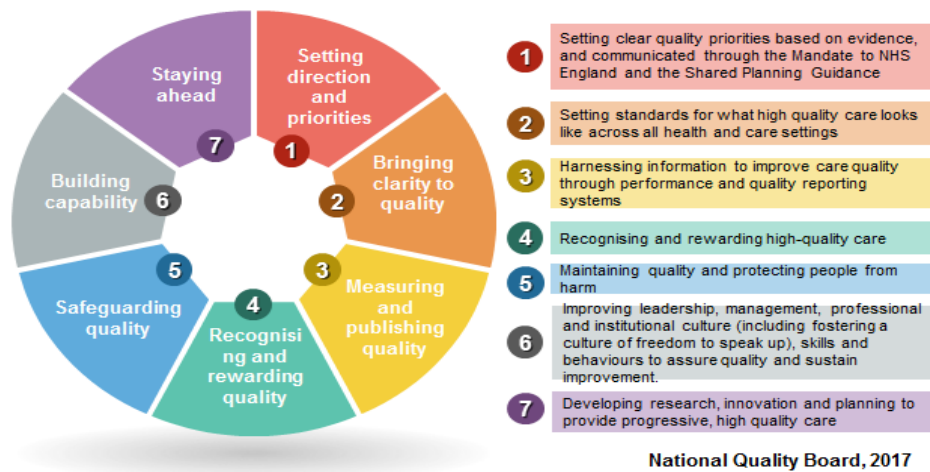 Setting
direction
and
priorities
1
Bringing
clarity to
quality
2
Measuring
and
publishing
quality
3
Recognisi
ng and
rewarding
quality
4
Safeguarding
quality
5
Building
capability
6
Staying
ahead
7
1
Setting clear quality priorities based on evidence,
and communicated through the Mandate to NHS
England and the Shared Planning Guidance
2
Setting standards for what high quality care looks
like across all health and care settings
3
Harnessing information to improve care quality
through performance and quality reporting
systems
4
Recognising and rewarding high-quality care
5
Maintaining quality and protecting people from
harm
6
Improving leadership, management, professional
and institutional culture (including fostering a
culture of freedom to speak up), skills and
behaviours to assure quality and sustain
improvement.
7
Developing research, innovation and planning to
provide progressive, high quality care
National Quality Board, 2017